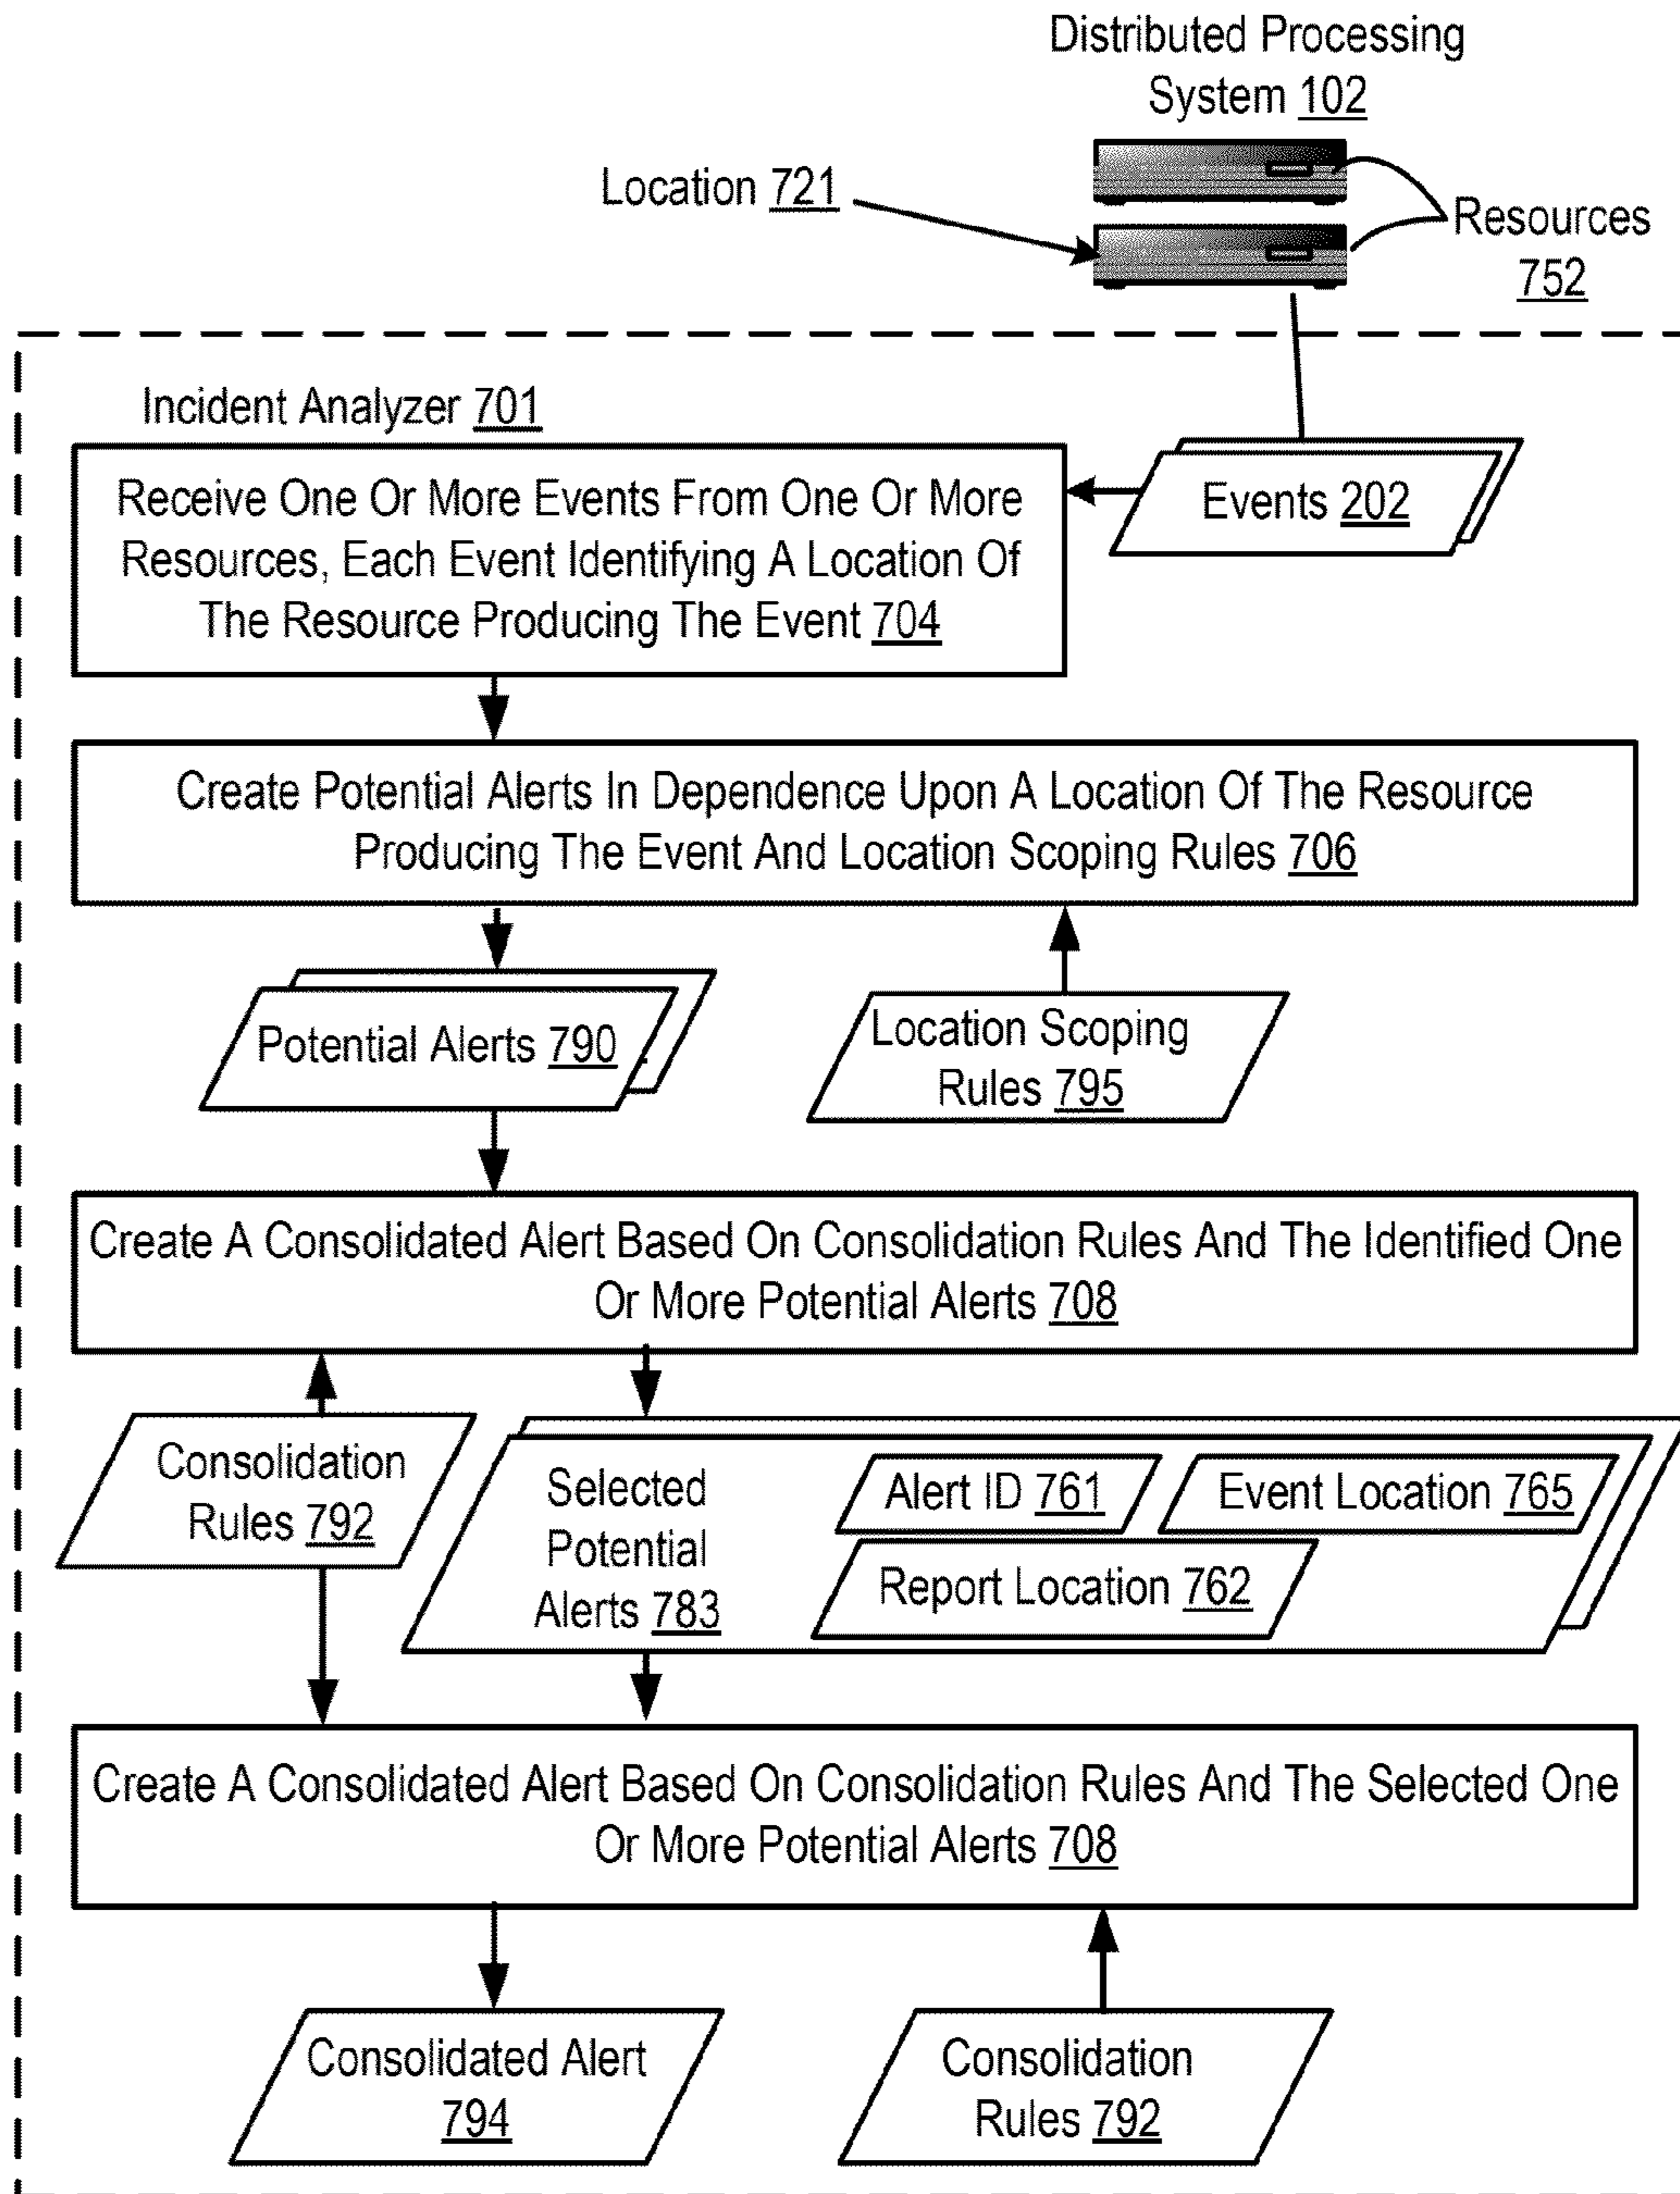 Distributed Processing
System 102
Location 721
Resources
752
Incident Analyzer 701
Events 202
Receive One Or More Events From One Or More
Resources, Each Event Identifying A Location Of
The Resource Producing The Event 704
Create Potential Alerts In Dependence Upon A Location Of The Resource
Producing The Event And Location Scoping Rules 706
Potential Alerts 790
Location Scoping
Rules 795
Create A Consolidated Alert Based On Consolidation Rules And The Identified One
Or More Potential Alerts 708
Consolidation
Rules 792
Selected
Potential
Alerts 783
Alert ID 761
Event Location 765
Report Location 762
Create A Consolidated Alert Based On Consolidation Rules And The Selected One
Or More Potential Alerts 708
Consolidated Alert
794
Consolidation
Rules 792